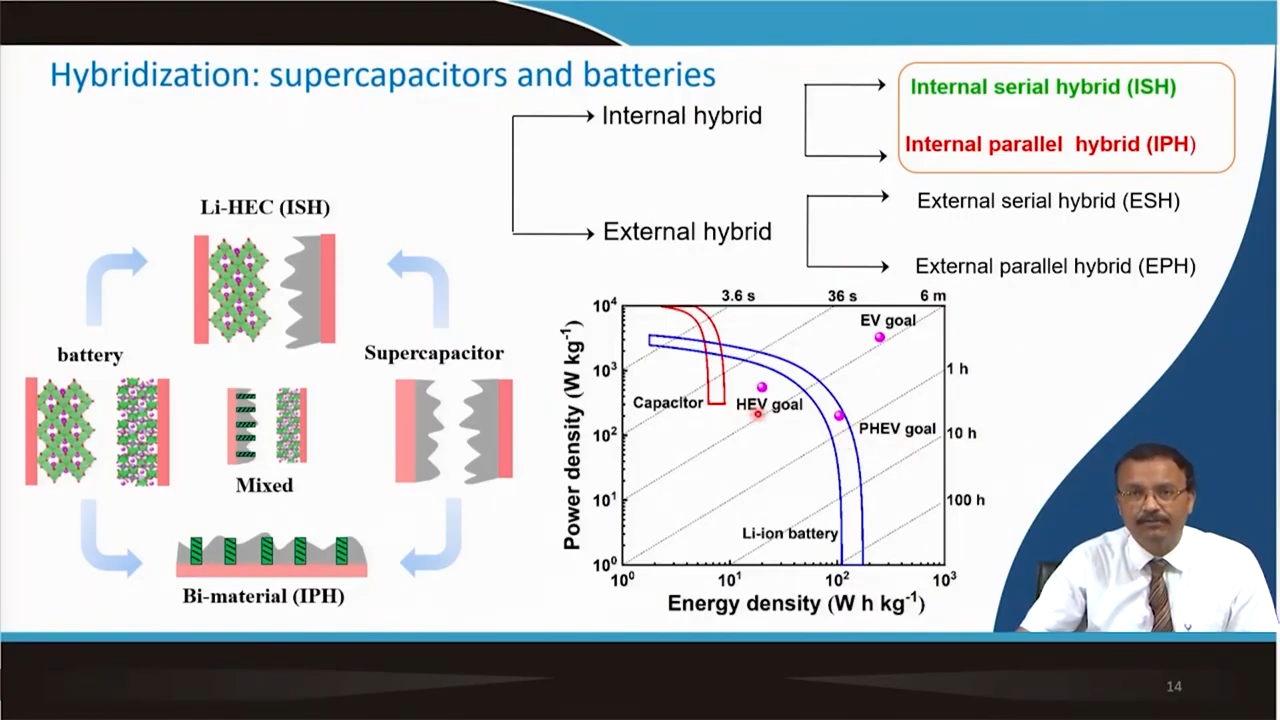 Hybridization: supercapacitors and batteries
Internal hybrid
External hybrid
Internal serial hybrid (ISH)
Internal parallel hybrid (IPH)
External serial hybrid (ESH)
External parallel hybrid (EPH)
Li-HEC (ISH)
battery
Supercapacitor
Mixed
Bi-material (IPH)
3.6 s
36 s
6 m
1 h
10 h
100 h
EV goal
HEV goal
PHEV goal
Capacitor
Li-ion battery
Power density (W kg⁻¹)
10⁴
10³
10²
10¹
10⁰
10⁰
10¹
10²
10³
Energy density (W h kg⁻¹)
14